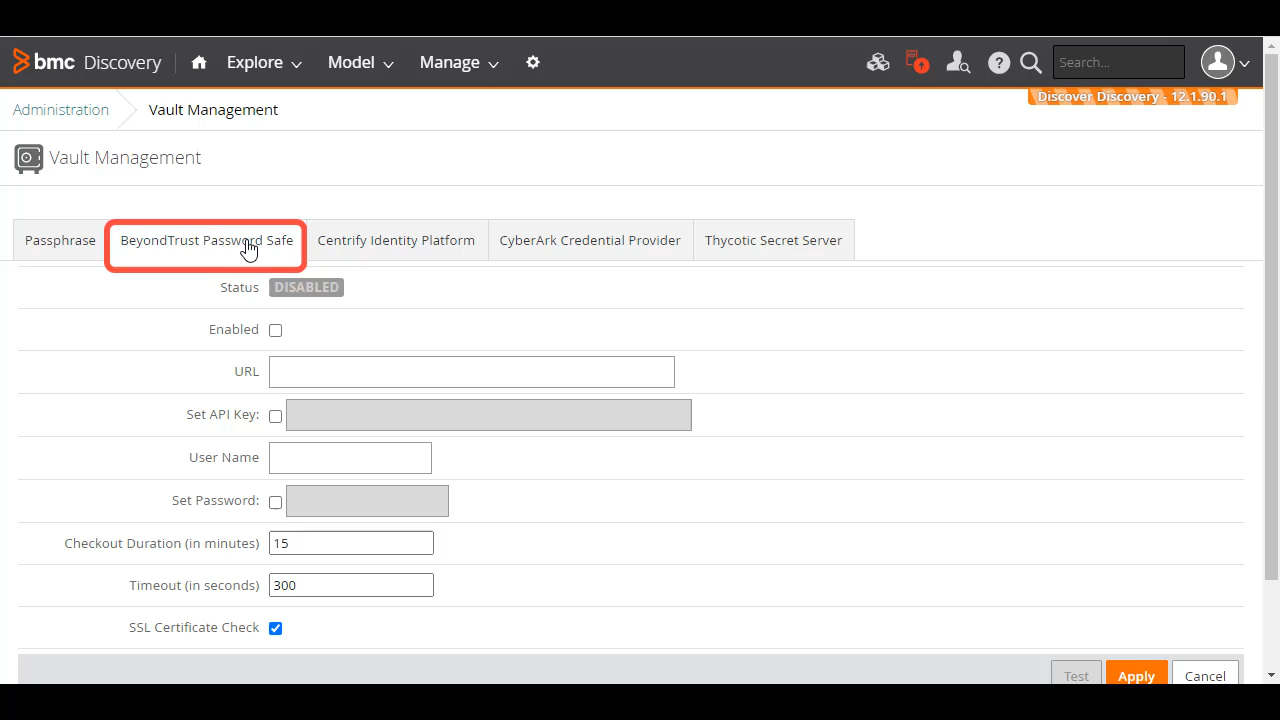 bmc Discovery Explore Model Manage ? Search...
Discover Discovery - 12.1.90.1
Administration Vault Management
Vault Management
Passphrase BeyondTrust Password Safe Centrify Identity Platform CyberArk Credential Provider Thycotic Secret Server
Status DISABLED
Enabled
URL
Set API Key:
User Name
Set Password:
Checkout Duration (in minutes) 15
Timeout (in seconds) 300
SSL Certificate Check
Test Apply Cancel